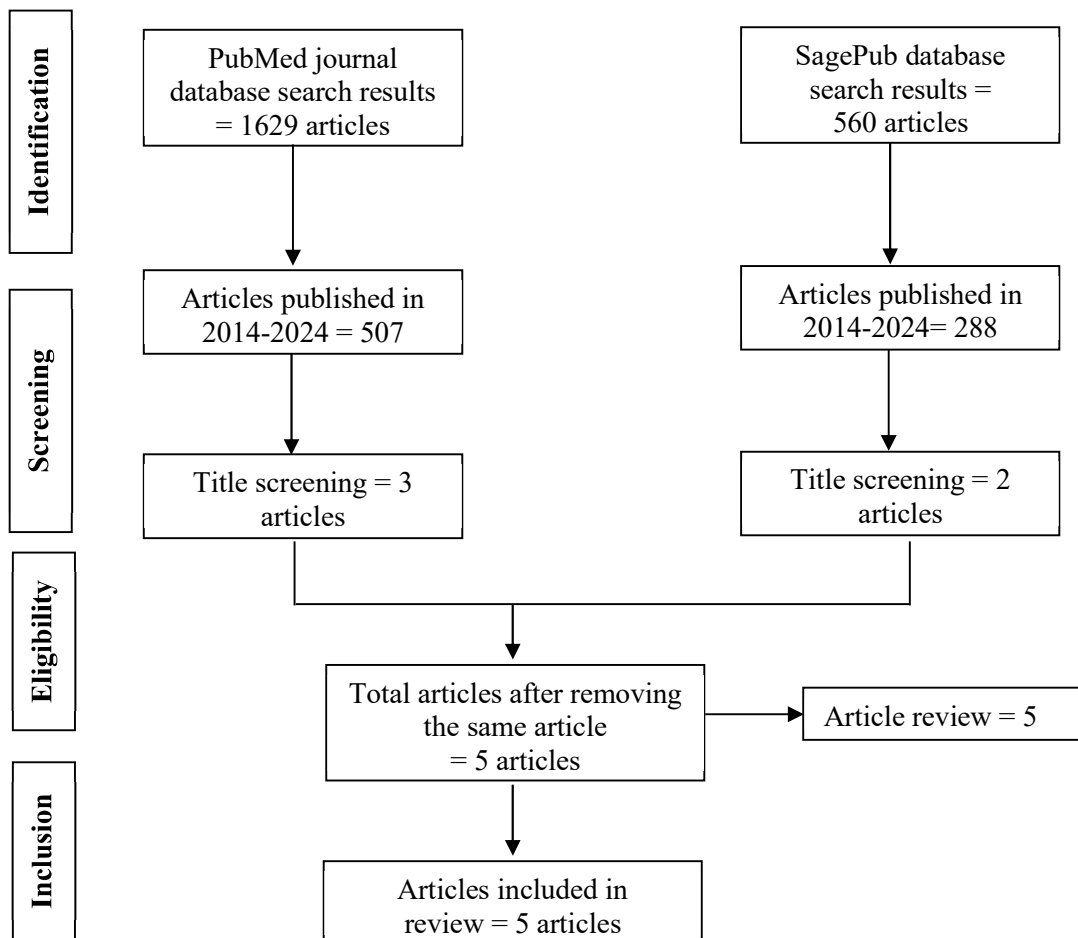 Identification
PubMed journal
database search results
= 1629 articles
SagePub database
search results =
560 articles
Screening
Articles published in
2014-2024 = 507
Articles published in
2014-2024= 288
Title screening = 3
articles
Title screening = 2
articles
Eligibility
Total articles after removing
the same article
= 5 articles
Article review = 5
Inclusion
Articles included in
review = 5 articles